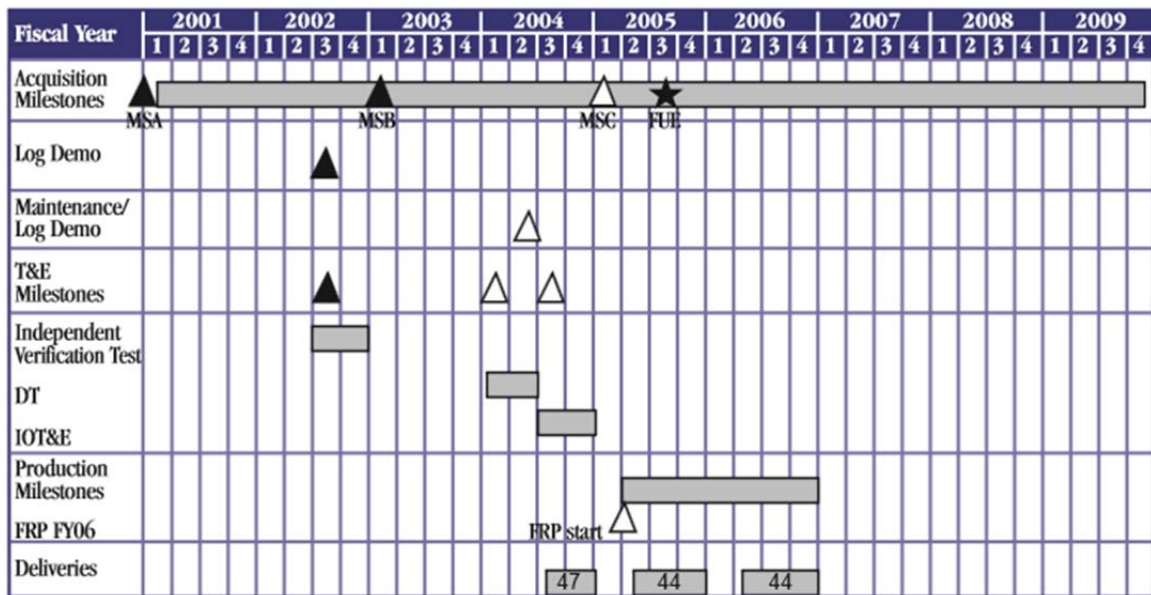 Fiscal Year 2001 2002 2003 2004 2005 2006 2007 2008 2009
1 2 3 4 1 2 3 4 1 2 3 4 1 2 3 4 1 2 3 4 1 2 3 4 1 2 3 4 1 2 3 4 1 2 3 4
Acquisition
Milestones
MSA MSB MSC FUE
Log Demo
Maintenance/
Log Demo
T&E
Milestones
Independent
Verification Test
DT
IOT&E
Production
Milestones
FRP FY06 FRP start
Deliveries 47 44 44